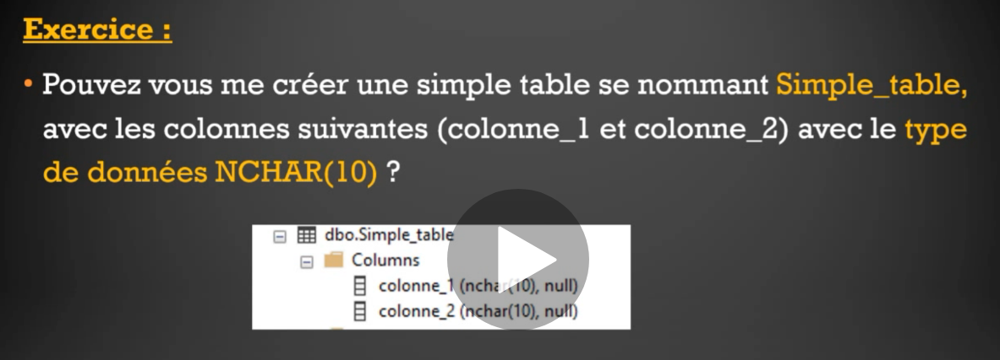 Exercice :
• Pouvez vous me créer une simple table se nommant Simple_table,
avec les colonnes suivantes (colonne_1 et colonne_2) avec le type
de données NCHAR(10) ?
dbo.Simple_table
Columns
colonne_1 (nchar(10), null)
colonne_2 (nchar(10), null)